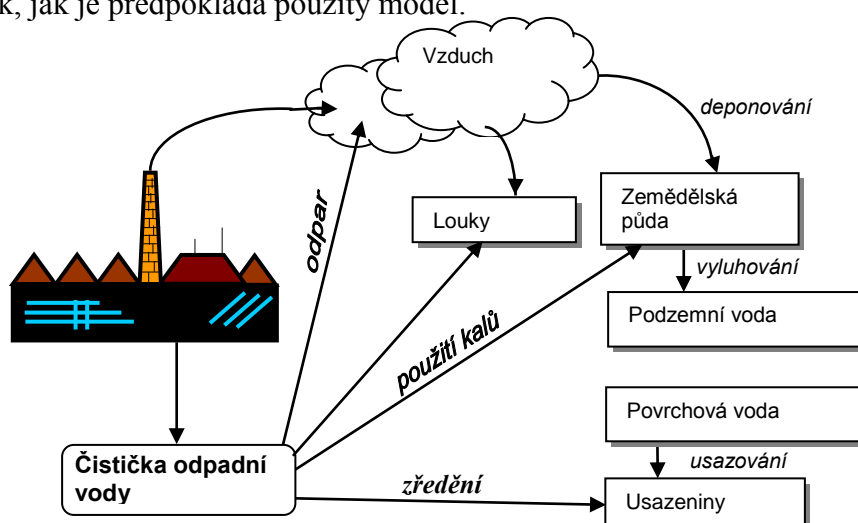 k, jak je předpokládá použitý model.
Vzduch
deponování
odpar
Louky
Zemědělská
půda
vyluhování
použití kalů
Podzemní voda
Povrchová voda
usazování
Čistička odpadní
vody
zředění
Usazeniny